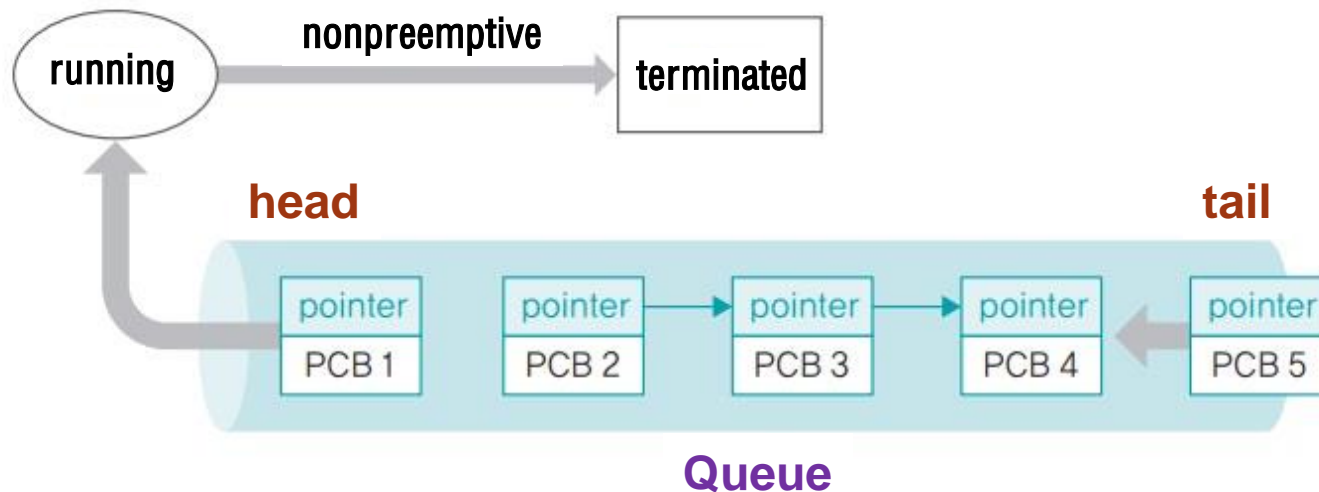 nonpreemptive
running
terminated
head
tail
pointer pointer pointer pointer pointer
PCB 1 PCB 2 PCB 3 PCB 4 PCB 5
Queue